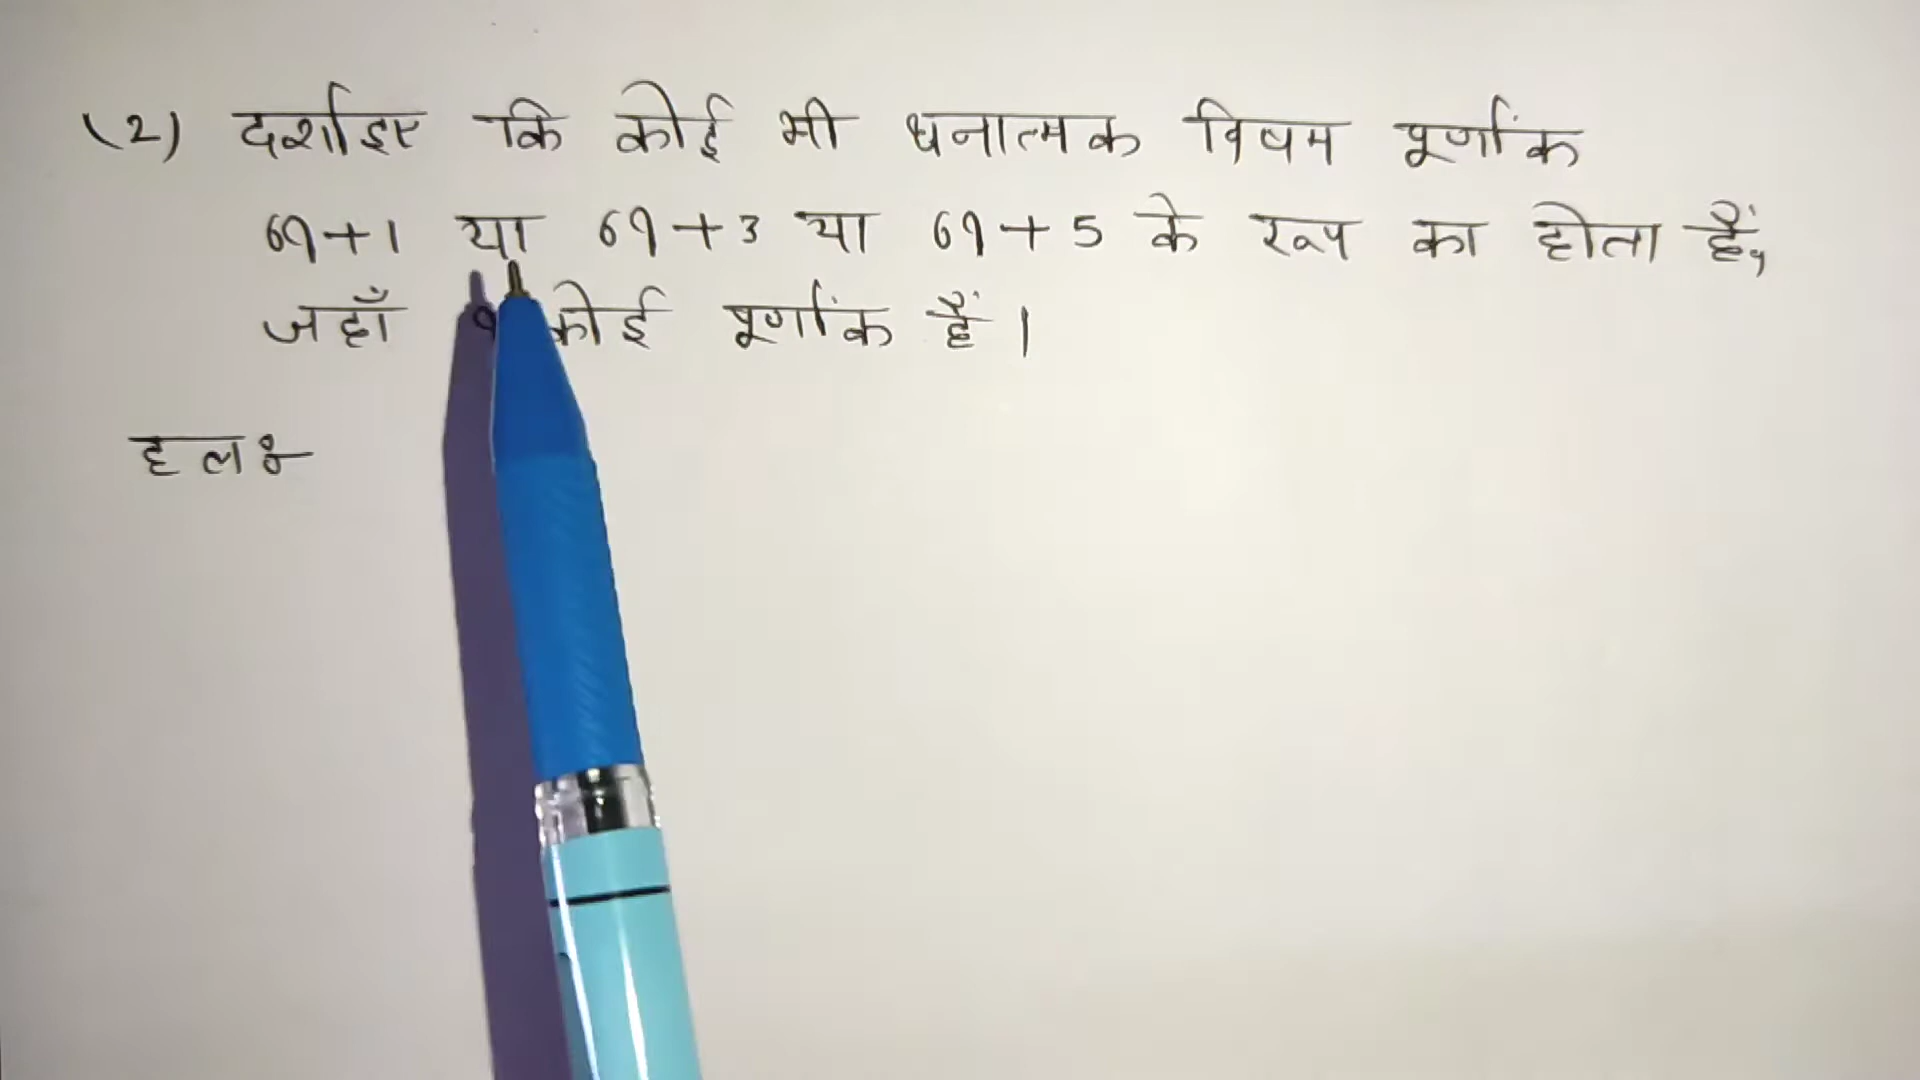 (2) दर्शाइए कि कोई भी धनात्मक विषम पूर्णांक
6q+1 या 6q+3 या 6q+5 के रूप का होता हैं,
जहाँ q कोई पूर्णांक हैं।
हल:-